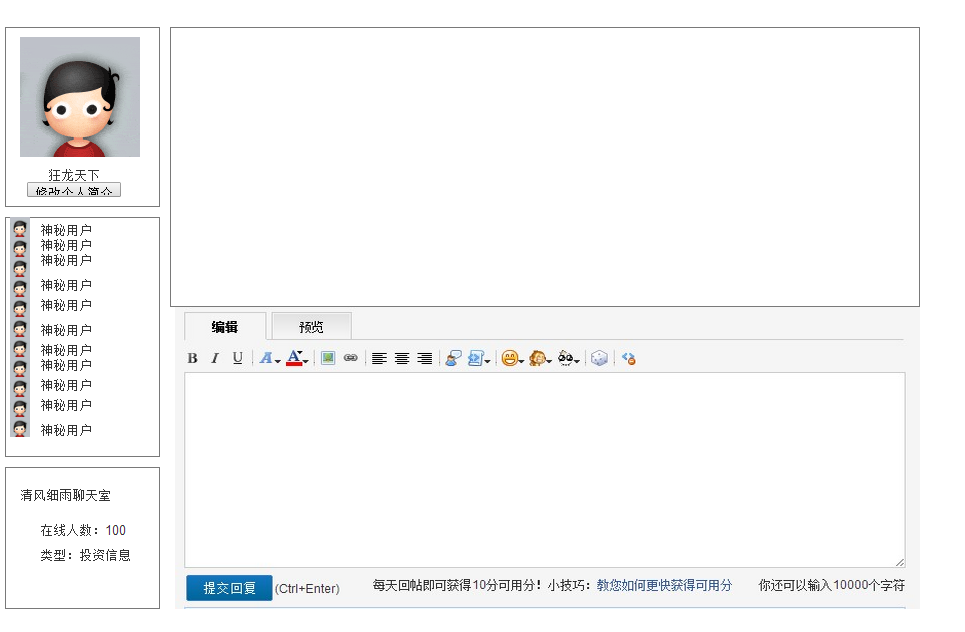 狂龙天下
修改个人简介
神秘用户
神秘用户
神秘用户
神秘用户
神秘用户
神秘用户
神秘用户
神秘用户
神秘用户
神秘用户
神秘用户
清风细雨聊天室
在线人数：100
类型：投资信息
编辑 预览
B I U A A
提交回复 (Ctrl+Enter) 每天回帖即可获得10分可用分！小技巧：教您如何更快获得可用分 你还可以输入10000个字符